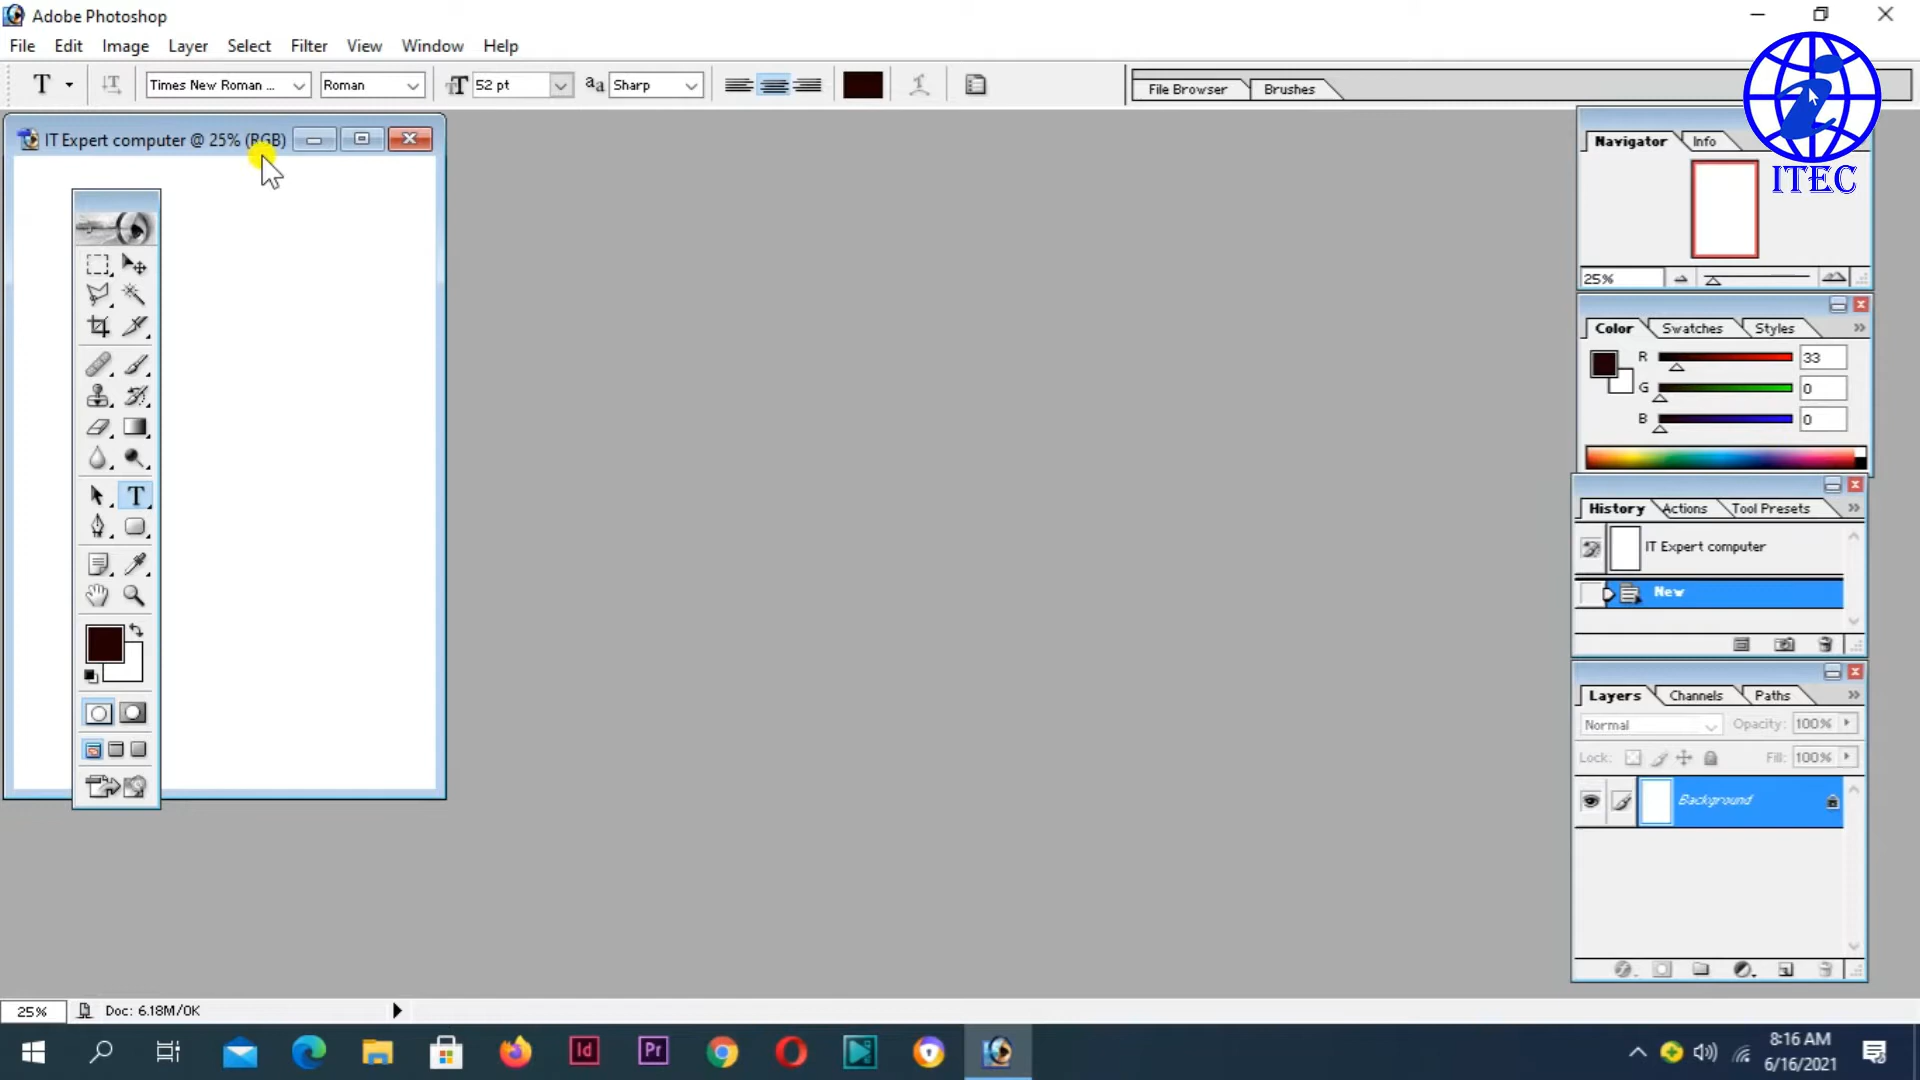 Adobe Photoshop
File Edit Image Layer Select Filter View Window Help
T Times New Roman ... Roman T 52 pt aa Sharp File Browser Brushes
IT Expert computer @ 25% (RGB)
ITEC
Navigator Info
25%
Color Swatches Styles
R 33
G 0
B 0
T
History Actions Tool Presets
IT Expert computer
New
Layers Channels Paths
Normal Opacity: 100%
Lock: Fill: 100%
Background
25% Doc: 6.18M/0K
Id Pr
8:16 AM
6/16/2021